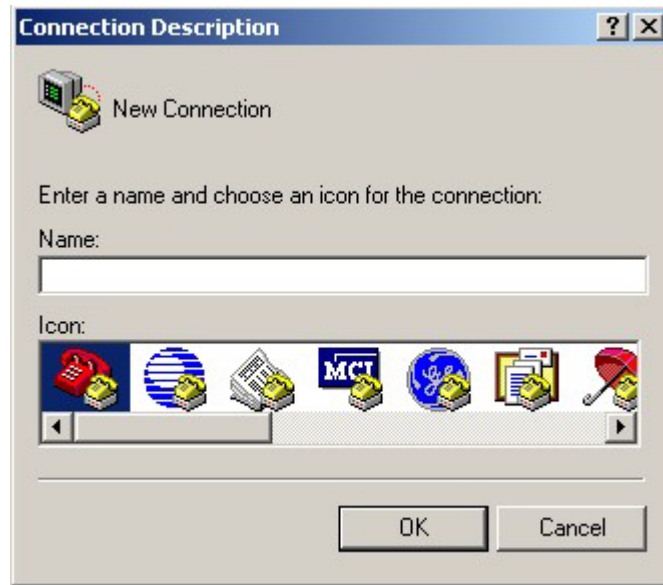 Connection Description
New Connection
Enter a name and choose an icon for the connection:
Name:
Icon:
MCI
OK Cancel